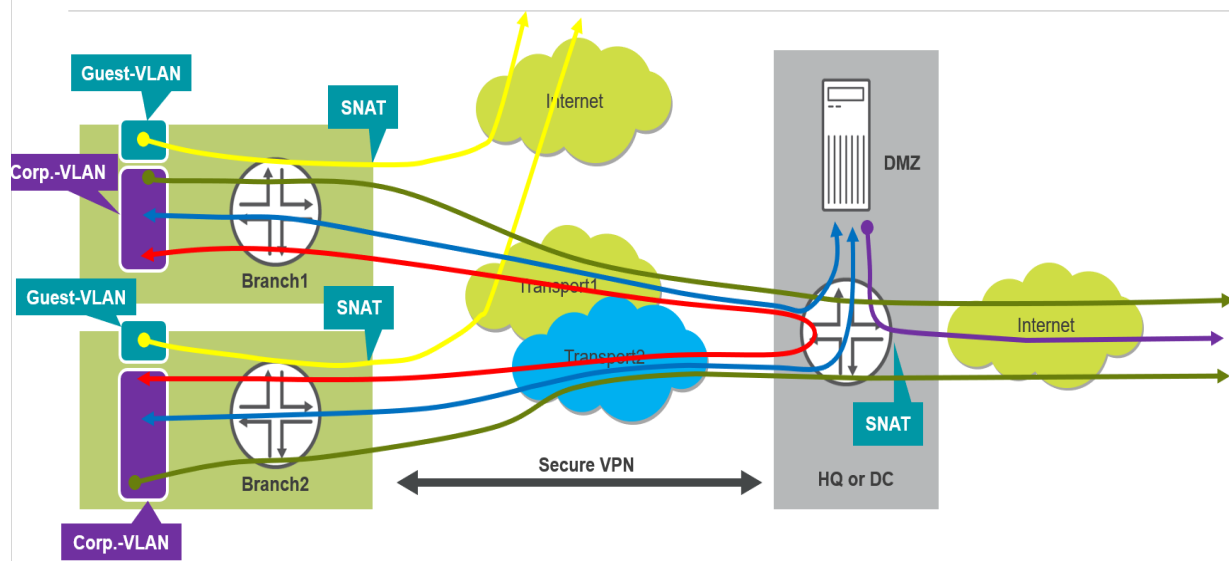 Guest-VLAN
SNAT
Internet
DMZ
Corp.-VLAN
Branch1
Guest-VLAN
SNAT
Transport1
Internet
Transport2
SNAT
Secure VPN
HQ or DC
Branch2
Corp.-VLAN